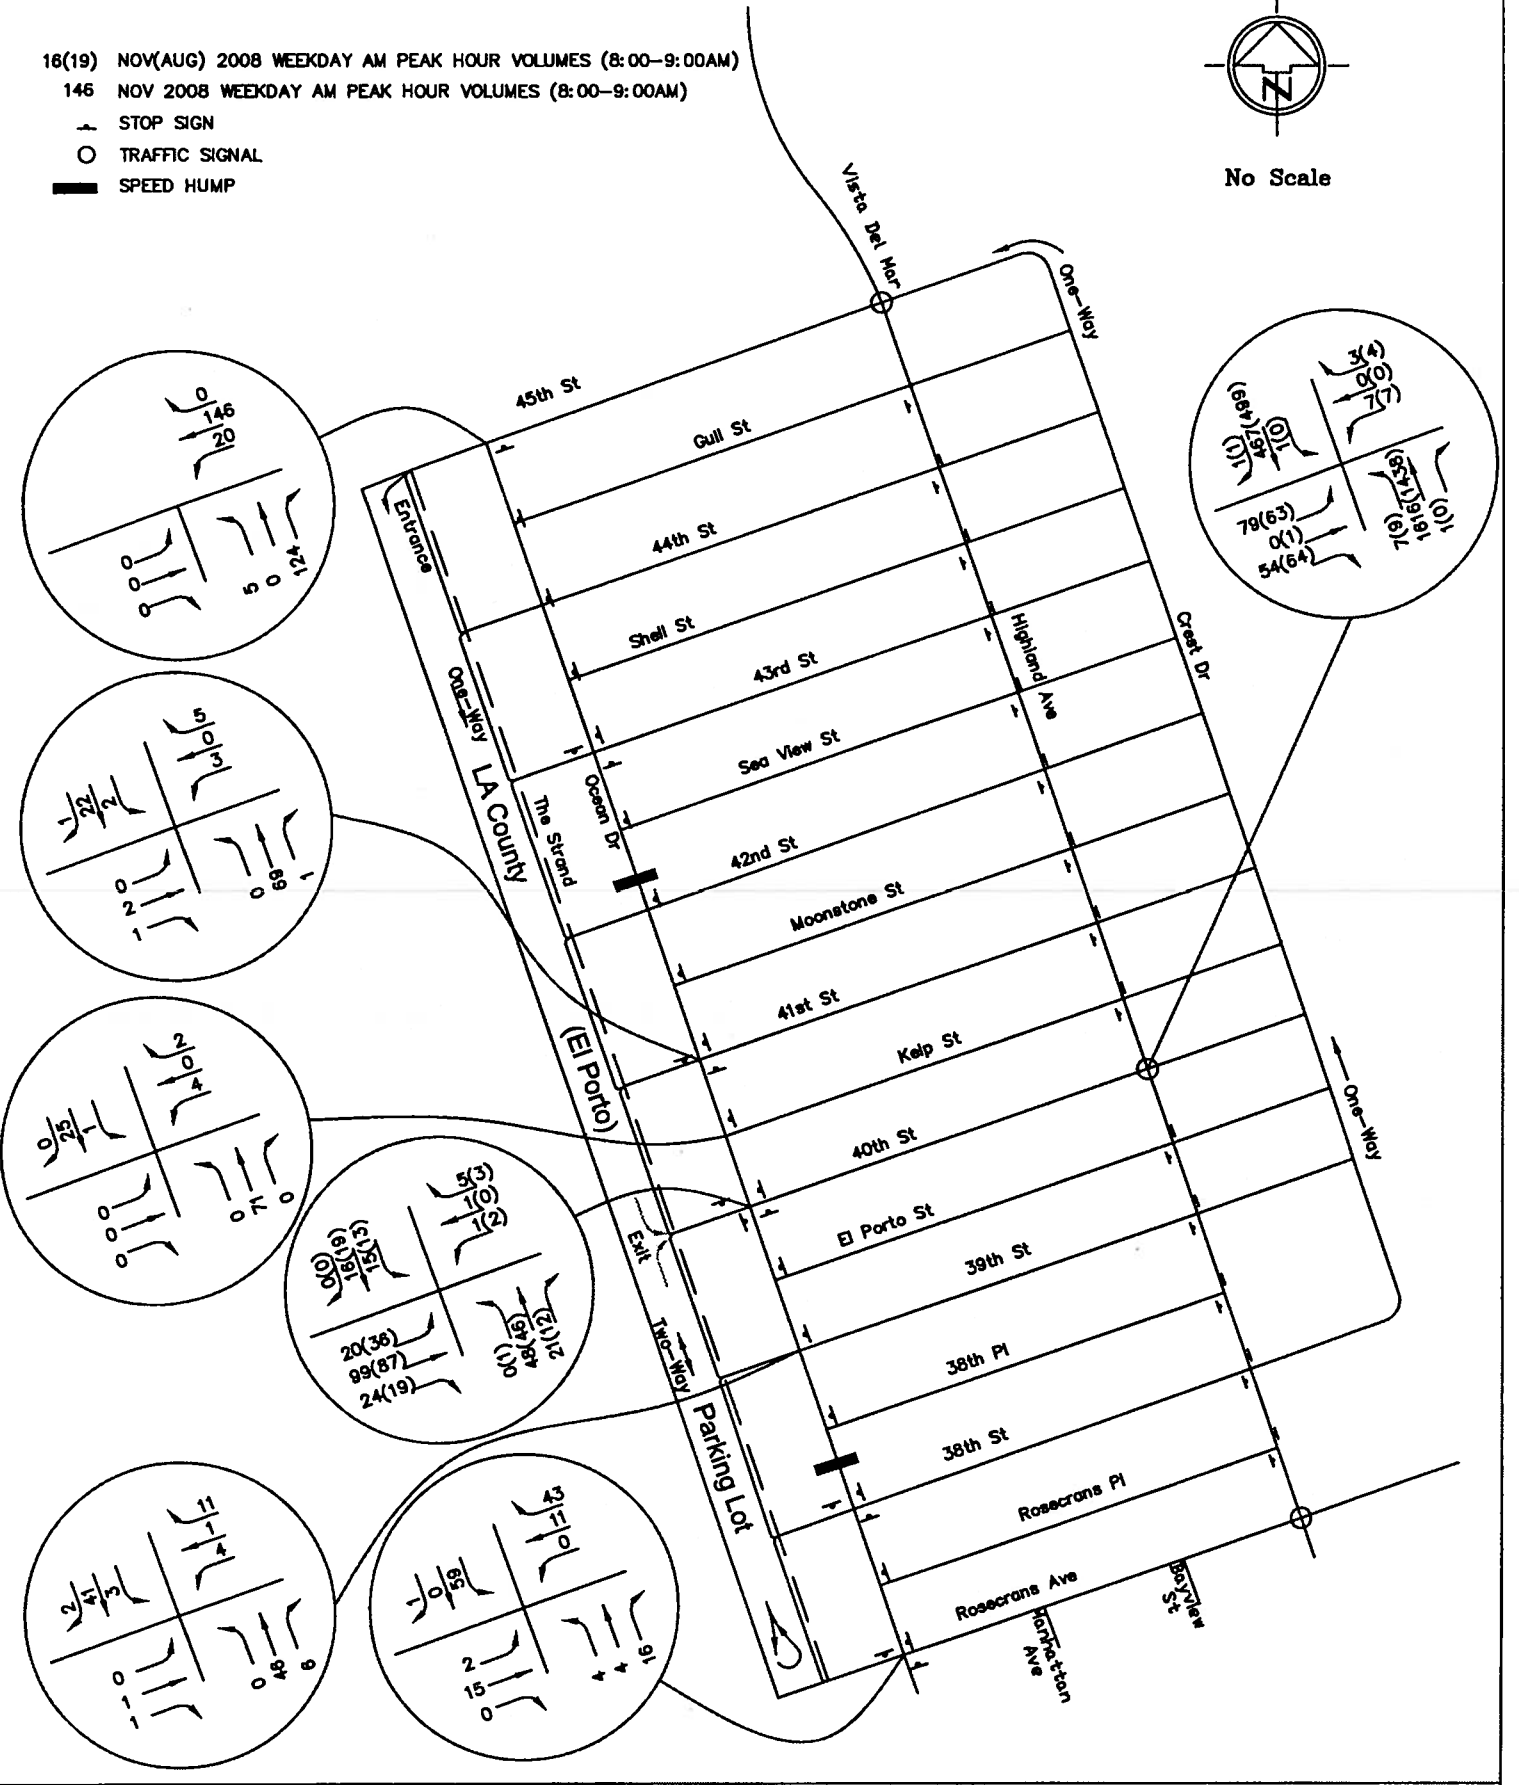 16(19) NOV(AUG) 2008 WEEKDAY AM PEAK HOUR VOLUMES (8:00-9:00AM)
146 NOV 2008 WEEKDAY AM PEAK HOUR VOLUMES (8:00-9:00AM)
STOP SIGN
TRAFFIC SIGNAL
SPEED HUMP
N
No Scale
Vista Del Mar
One-Way
45th St
Gull St
44th St
Shell St
43rd St
Sea View St
42nd St
Moonstone St
41st St
Kelp St
40th St
El Porto St
39th St
38th Pl
38th St
Rosecrans Pl
Rosecrans Ave
Manhattan
Ave
Bayview
St
Highland Ave
Crest Dr
One-Way
Ocean Dr
The Strand
Entrance
One-Way
LA County
(El Porto)
Exit
Two-Way
Parking Lot
0
146
20
0
0
0
5
0
124
5
0
3
1
22
2
0
2
1
0
69
1
2
0
4
0
25
1
0
0
0
0
71
0
5(3)
1(0)
1(2)
0(0)
16(19)
15(13)
20(36)
99(87)
24(19)
0(1)
48(46)
21(12)
11
1
4
2
41
3
0
1
1
0
46
9
43
11
0
1
0
59
2
15
0
4
4
16
3(4)
0(0)
7(7)
1(1)
467(499)
1(0)
79(63)
0(1)
54(64)
7(9)
1616(1438)
1(0)